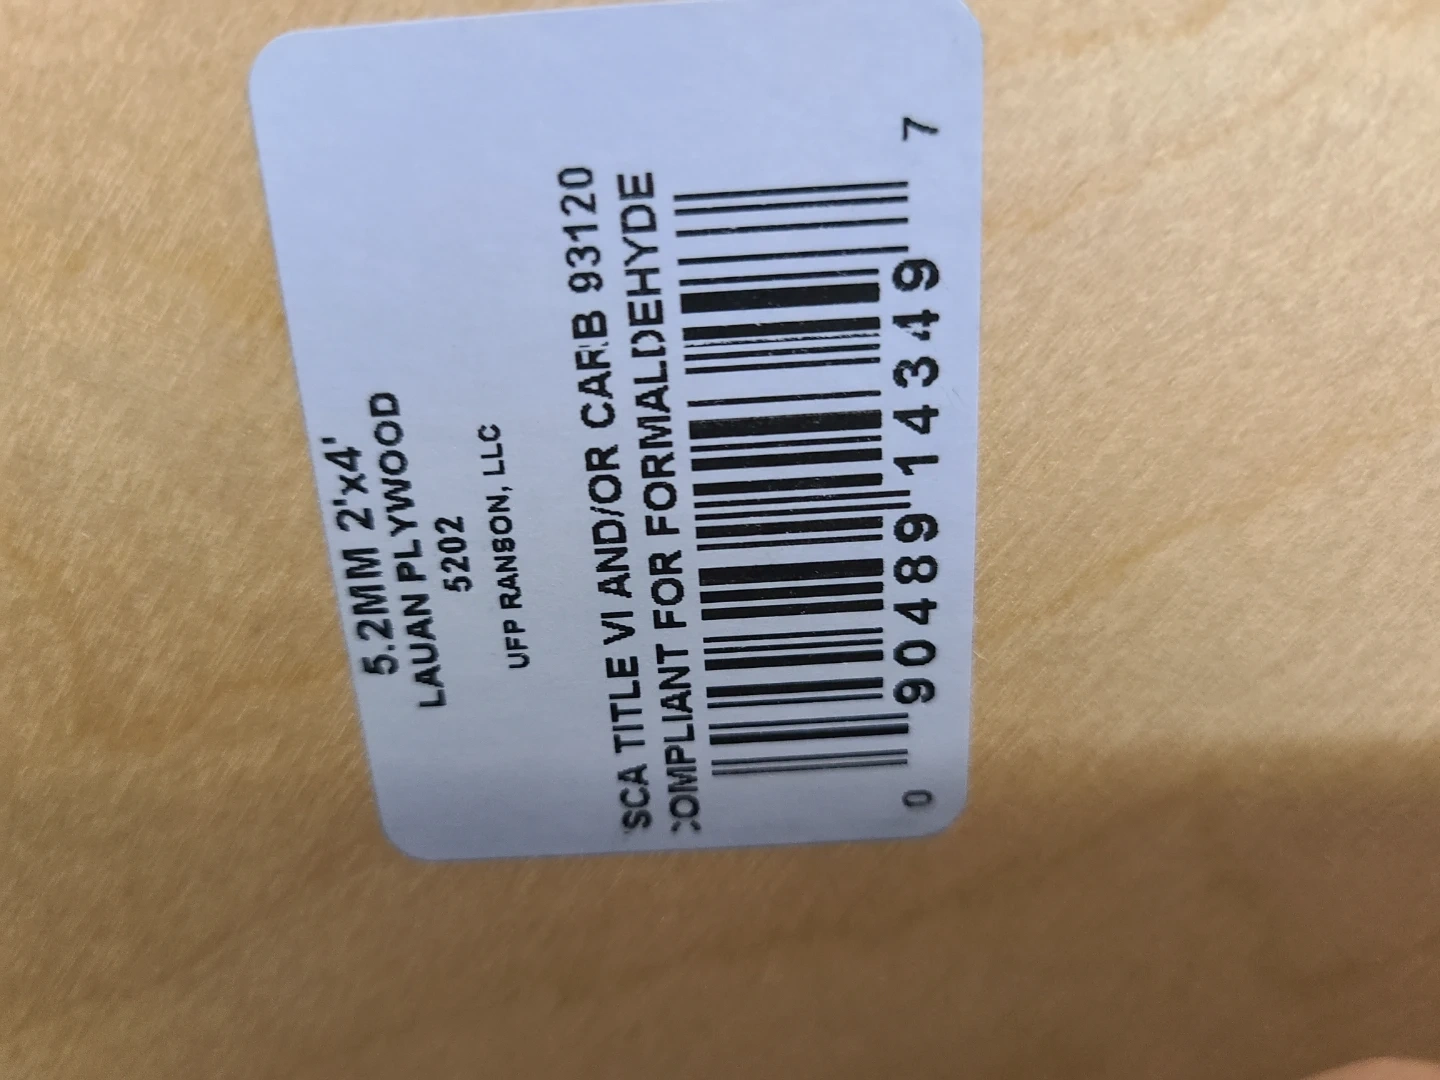 5.2MM 2'x4'
LAUAN PLYWOOD
5202
UFP RANSON, LLC
SCA TITLE VI AND/OR CARB 93120
COMPLIANT FOR FORMALDEHYDE
0 90489 14349 7